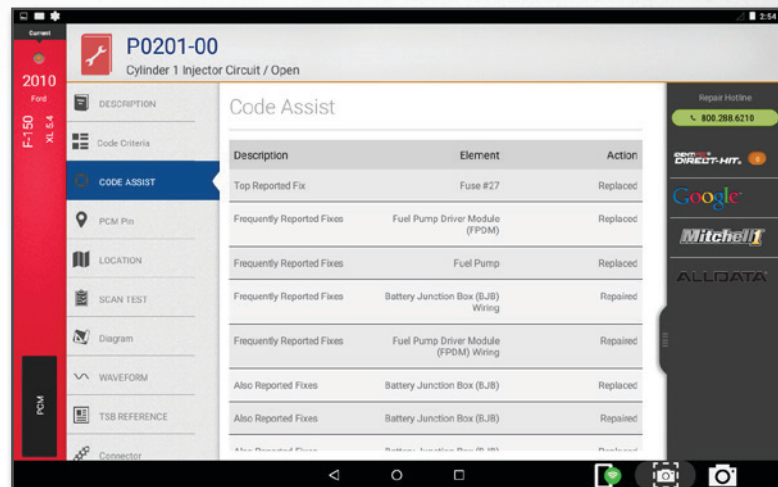 2:54
Current
2010
Ford
F-150
XL 5.4
PCM
P0201-00
Cylinder 1 Injector Circuit / Open
DESCRIPTION
Code Criteria
CODE ASSIST
PCM Pin
LOCATION
SCAN TEST
Diagram
WAVEFORM
TSB REFERENCE
Connector
Code Assist
Description Element Action
Top Reported Fix Fuse #27 Replaced
Frequently Reported Fixes Fuel Pump Driver Module
(FPDM) Replaced
Frequently Reported Fixes Fuel Pump Replaced
Frequently Reported Fixes Battery Junction Box (BJB)
Wiring Repaired
Frequently Reported Fixes Fuel Pump Driver Module
(FPDM) Wiring Repaired
Also Reported Fixes Battery Junction Box (BJB) Replaced
Also Reported Fixes Battery Junction Box (BJB) Repaired
Repair Hotline
800.288.6210
DIRECT-HIT.
Google
Mitchell1
ALLDATA